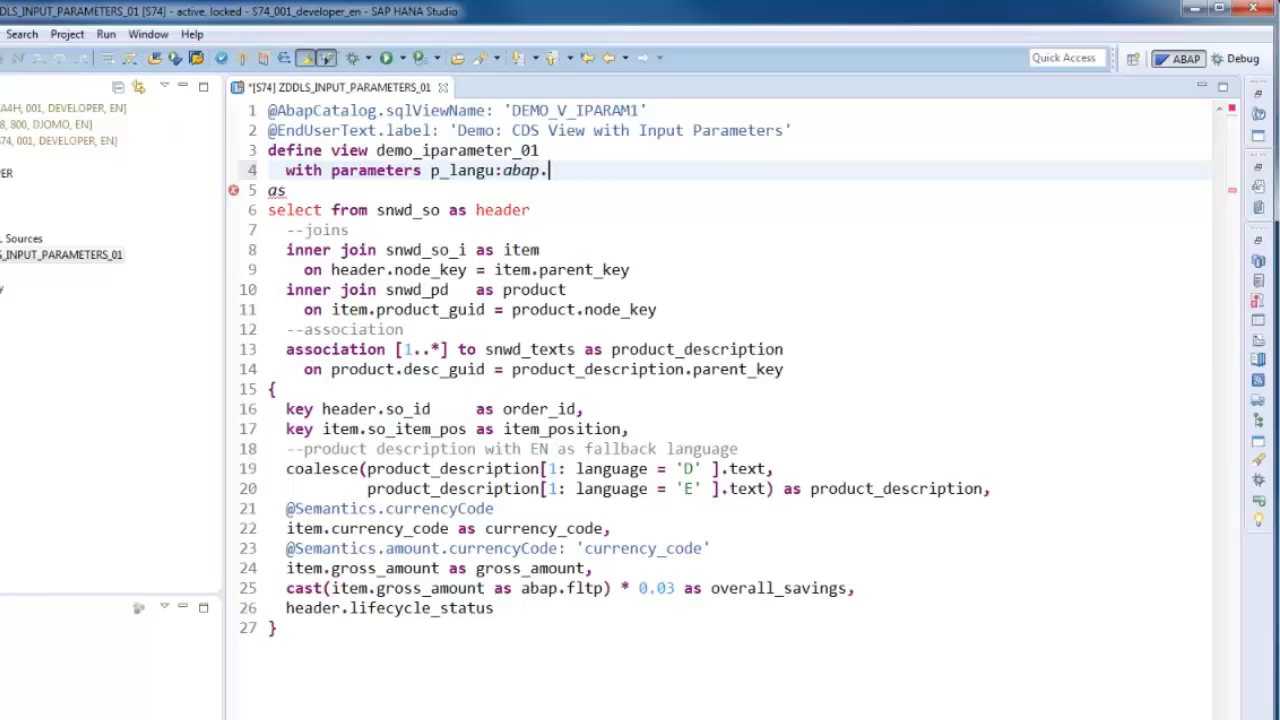 DLS_INPUT_PARAMETERS_01 [S74] - active, locked - S74_001_developer_en - SAP HANA Studio
Search Project Run Window Help
Quick Access
ABAP
Debug
*[S74] ZDDLS_INPUT_PARAMETERS_01
A4H, 001, DEVELOPER, EN]
8, 800, DJOMO, EN]
S74, 001, DEVELOPER, EN]
PER
L Sources
S_INPUT_PARAMETERS_01
y
1 @AbapCatalog.sqlViewName: 'DEMO_V_IPARAM1'
2 @EndUserText.label: 'Demo: CDS View with Input Parameters'
3 define view demo_iparameter_01
4 with parameters p_langu:abap.
5 as
6 select from snwd_so as header
7 --joins
8 inner join snwd_so_i as item
9 on header.node_key = item.parent_key
10 inner join snwd_pd as product
11 on item.product_guid = product.node_key
12 --association
13 association [1..*] to snwd_texts as product_description
14 on product.desc_guid = product_description.parent_key
15 {
16 key header.so_id as order_id,
17 key item.so_item_pos as item_position,
18 --product description with EN as fallback language
19 coalesce(product_description[1: language = 'D' ].text,
20 product_description[1: language = 'E' ].text) as product_description,
21 @Semantics.currencyCode
22 item.currency_code as currency_code,
23 @Semantics.amount.currencyCode: 'currency_code'
24 item.gross_amount as gross_amount,
25 cast(item.gross_amount as abap.fltp) * 0.03 as overall_savings,
26 header.lifecycle_status
27 }